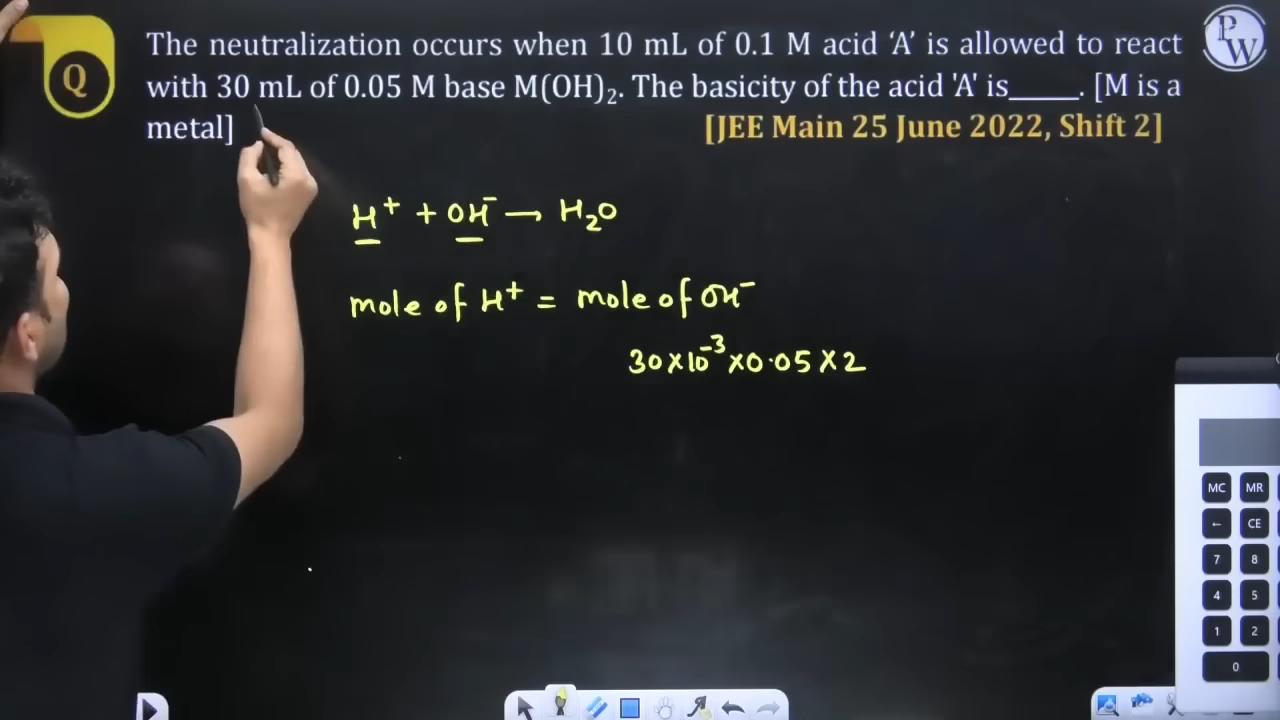 Q
The neutralization occurs when 10 mL of 0.1 M acid ‘A’ is allowed to react
with 30 mL of 0.05 M base M(OH)₂. The basicity of the acid 'A' is_____. [M is a
metal]
[JEE Main 25 June 2022, Shift 2]
PW
H⁺ + OH⁻ → H₂O
mole of H⁺ = mole of OH⁻
30×10⁻³×0.05×2
MC MR
← CE
7 8
4 5
1 2
0